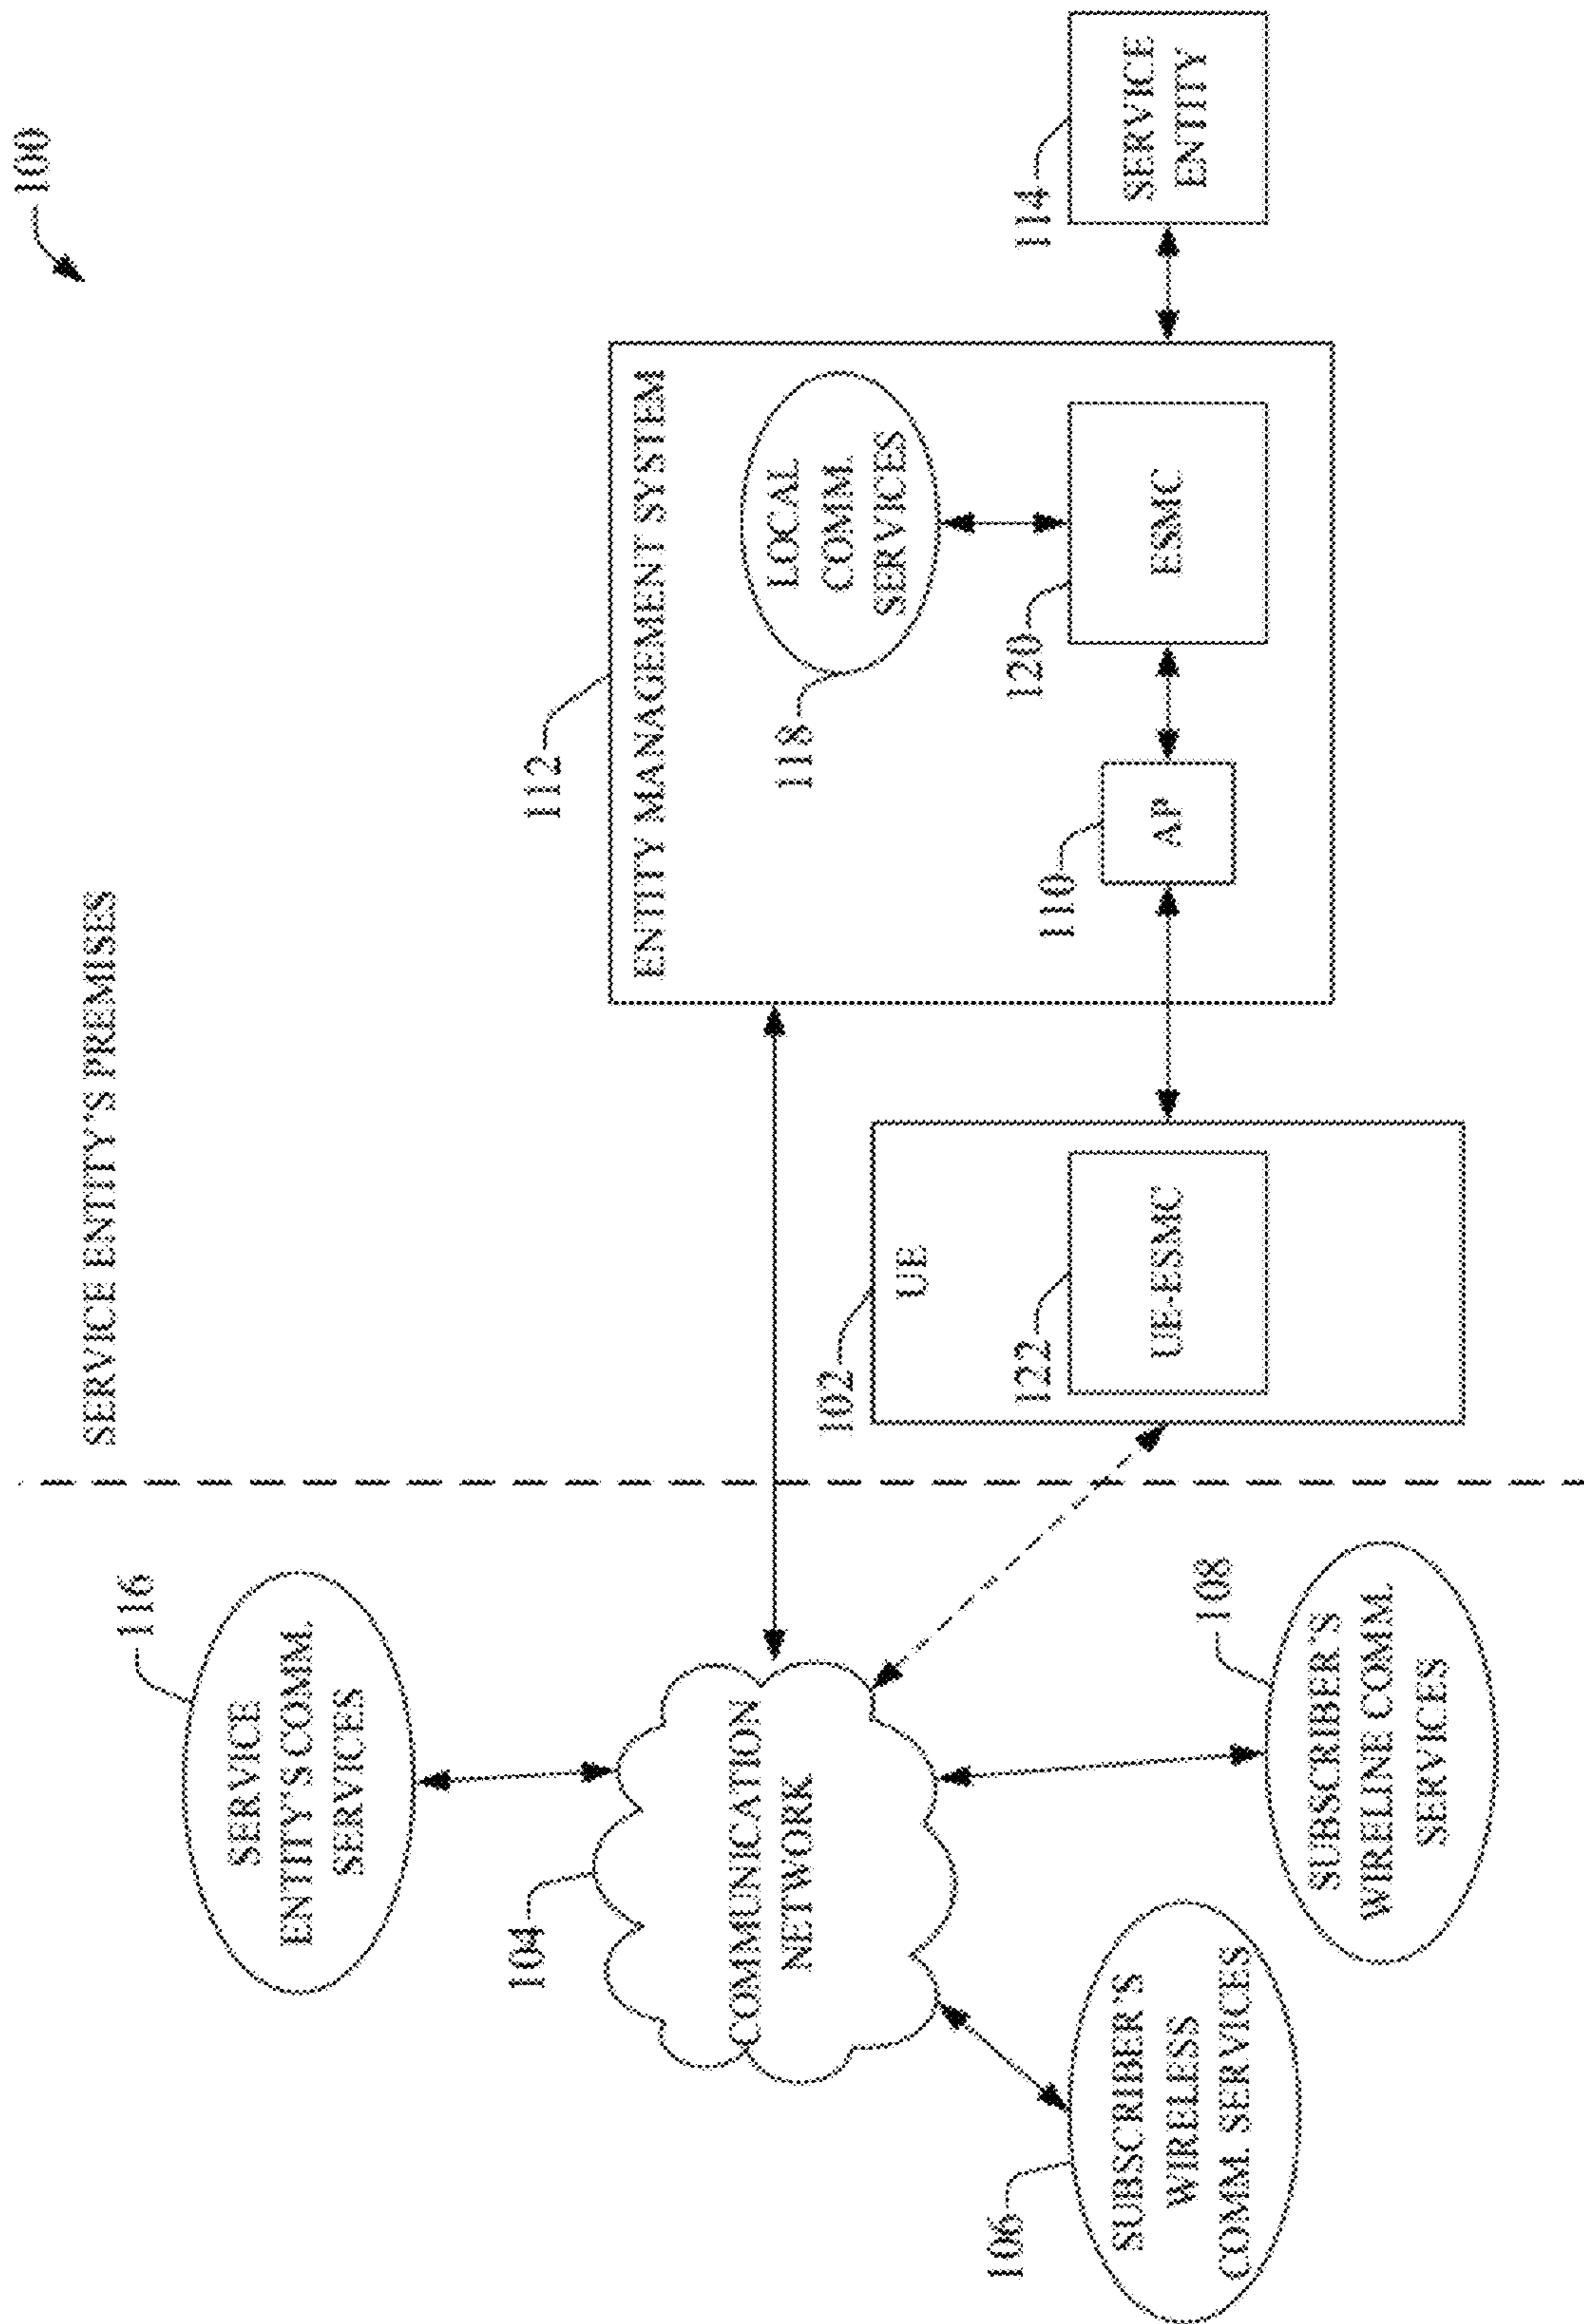 100
SERVICE ENTITY'S PREMISES
116
SERVICE
ENTITY'S COMM.
SERVICES
104
COMMUNICATION
NETWORK
106
SUBSCRIBER'S
WIRELESS
COMM. SERVICES
108
SUBSCRIBER'S
WIRELINE COMM.
SERVICES
102
UE
122
UE-ESMC
112
ENTITY MANAGEMENT SYSTEM
118
LOCAL
COMM.
SERVICES
110
AP
120
ESMC
114
SERVICE
ENTITY